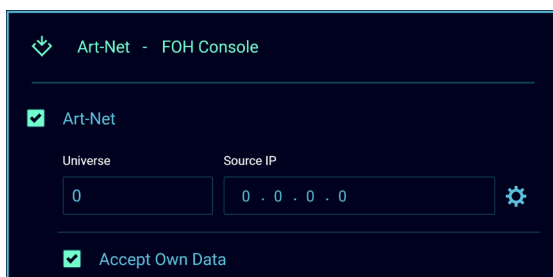 Art-Net - FOH Console
Art-Net
Universe Source IP
0 0 . 0 . 0 . 0
Accept Own Data